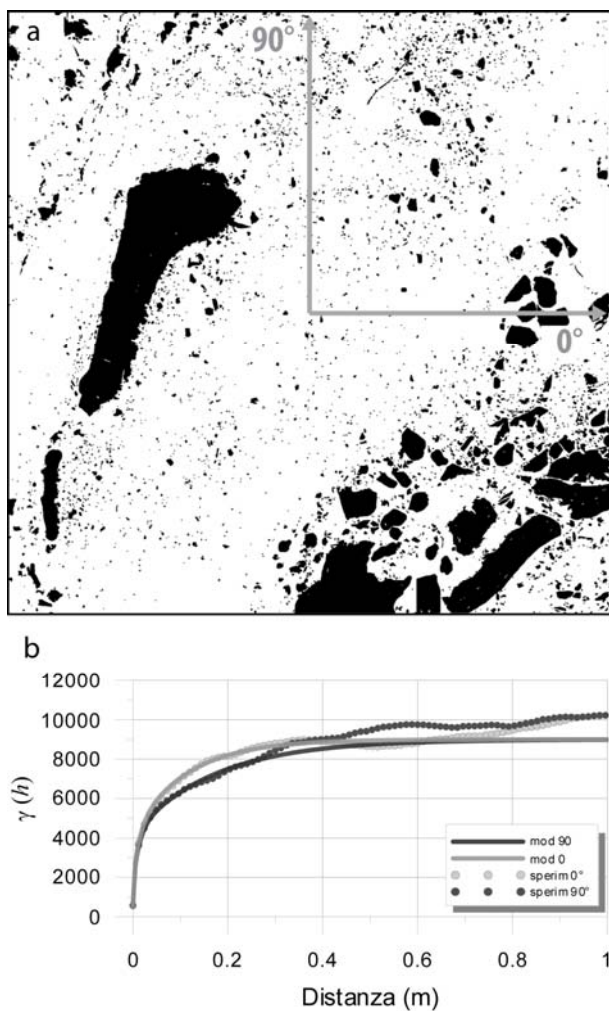 a
90°
0°
b
12000
10000
8000
6000
4000
2000
0
γ (h)
mod 90
mod 0
sperim 0°
sperim 90°
0
0.2
0.4
0.6
0.8
1
Distanza (m)